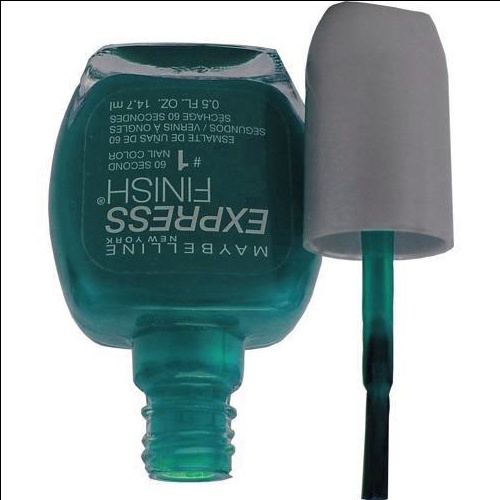 MAYBELLINE
NEW YORK
EXPRESS
FINISH®
60 SECOND
NAIL COLOR
#1
ESMALTE DE UÑAS DE 60
SEGUNDOS / VERNIS À ONGLES
SÉCHAGE 60 SECONDES
0.5 FL. OZ. 14,7 ml